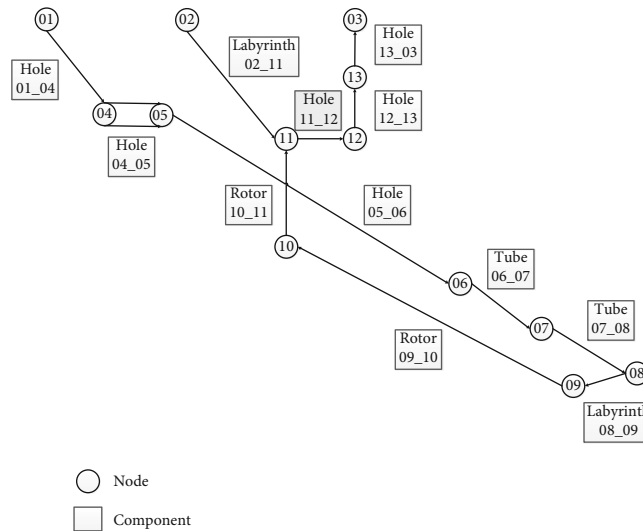 01
02
03
Hole
13_03
Labyrinth
02_11
Hole
01_04
13
Hole
11_12
Hole
12_13
04
05
11
12
Hole
04_05
Rotor
10_11
Hole
05_06
10
Tube
06_07
06
Tube
07_08
07
Rotor
09_10
08
09
Labyrinth
08_09
Node
Component